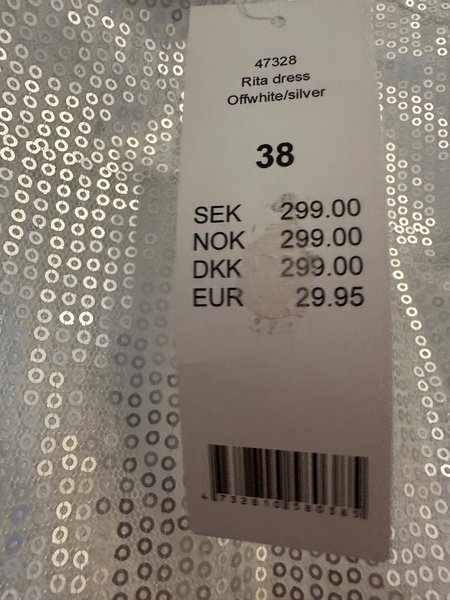 47328
Rita dress
Offwhite/silver
38
SEK 299.00
NOK 299.00
DKK 299.00
EUR 29.95